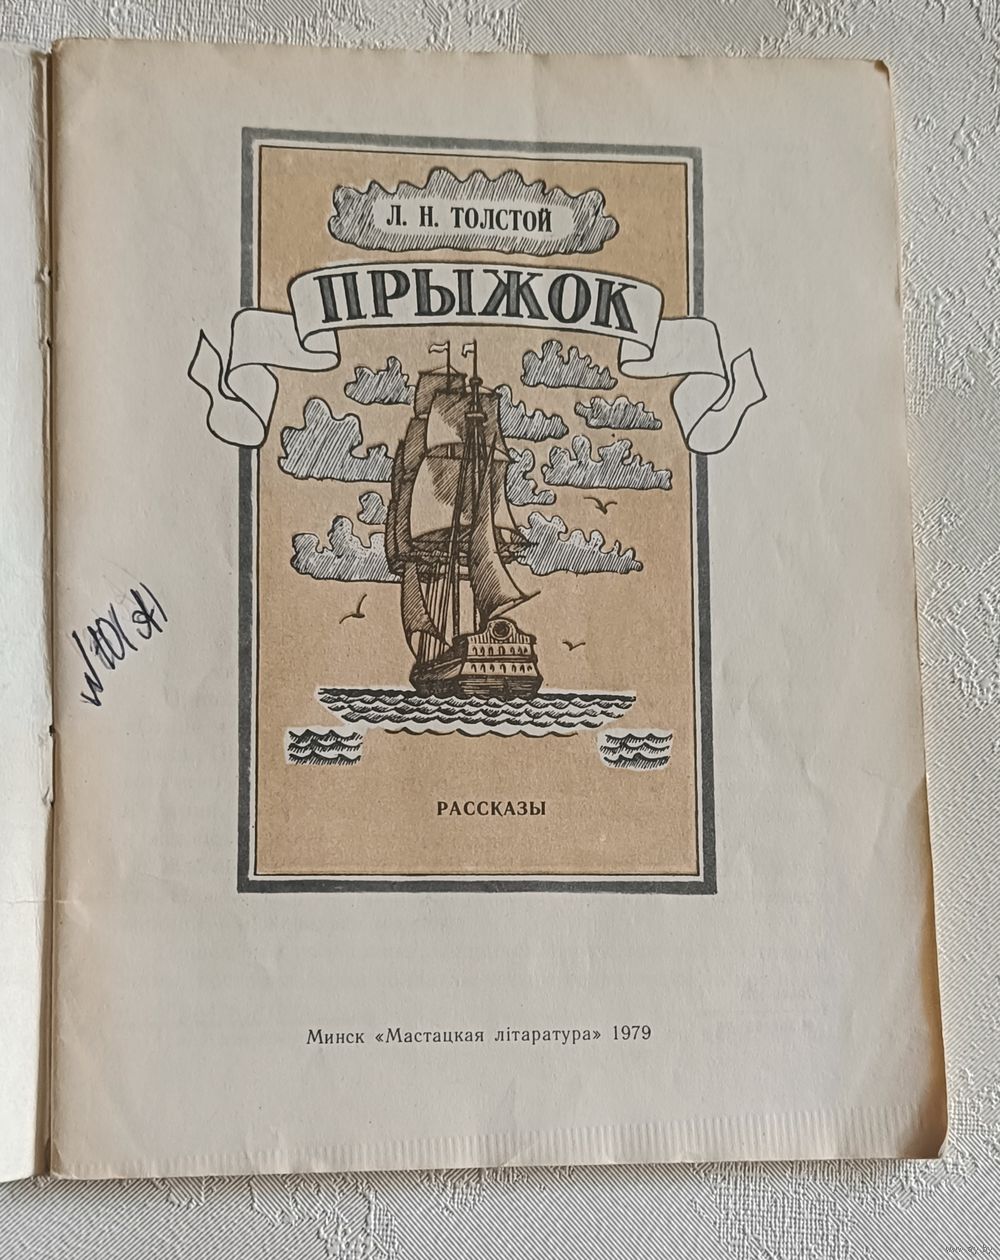 Л. Н. ТОЛСТОЙ
ПРЫЖОК
РАССКАЗЫ
Минск «Мастацкая літаратура» 1979